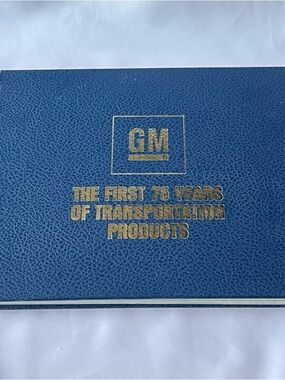 GM
THE FIRST 75 YEARS
OF TRANSPORTATION
PRODUCTS